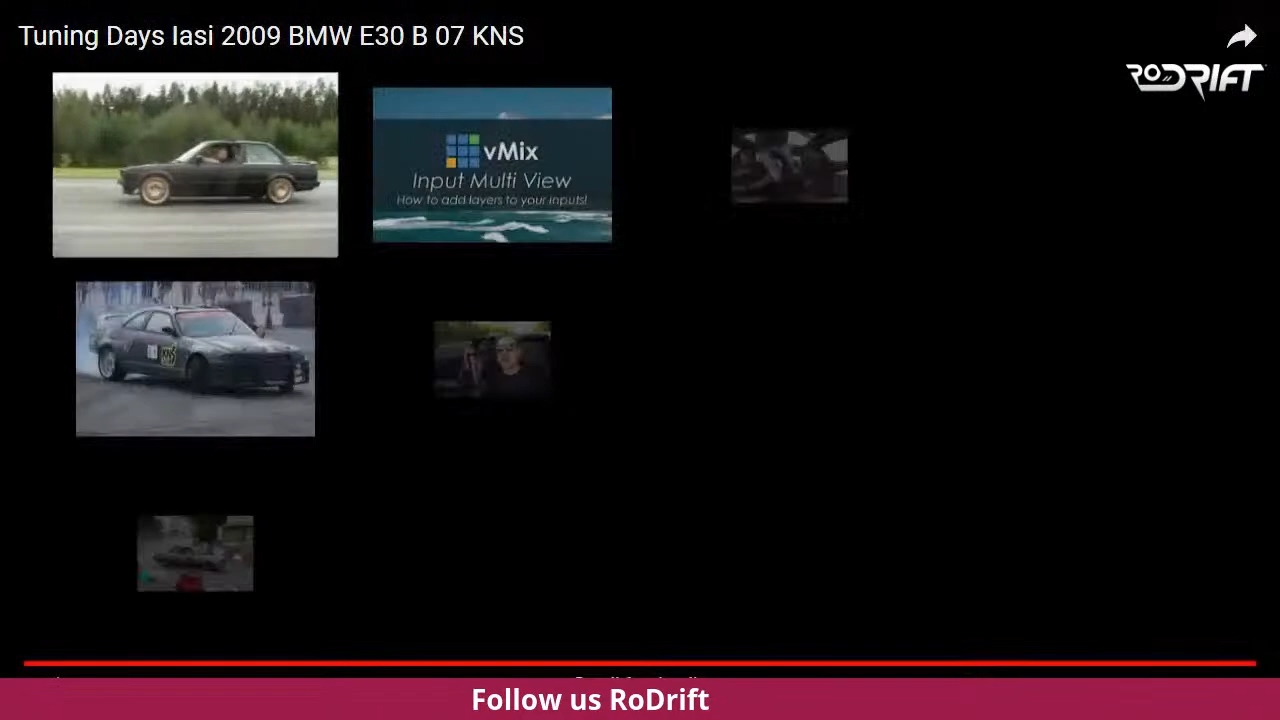 Tuning Days Iasi 2009 BMW E30 B 07 KNS
RODRIFT
vMix
Input Multi View
How to add layers to your inputs!
KNS
Follow us RoDrift